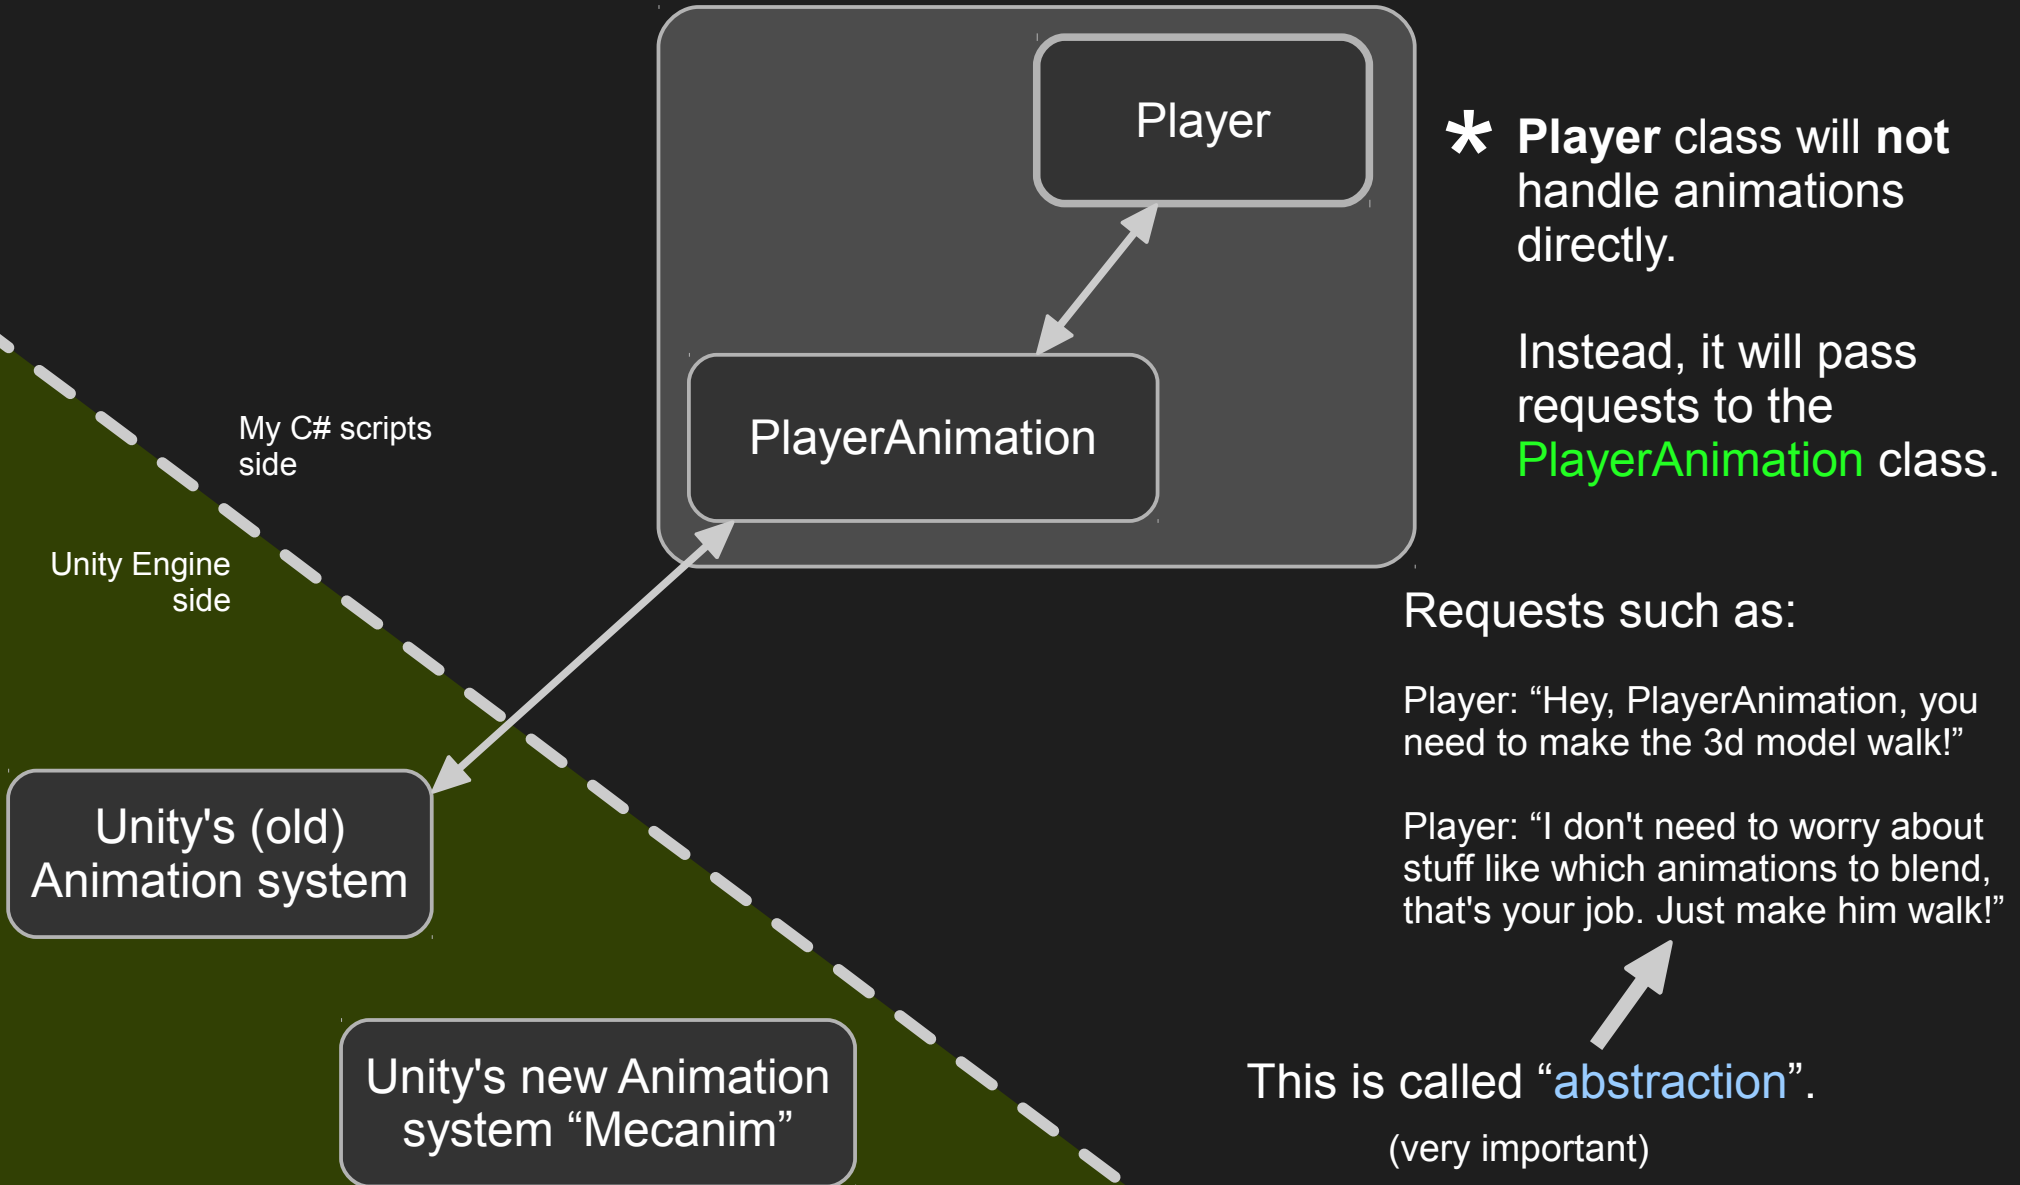 Player
PlayerAnimation
My C# scripts
side
Unity Engine
side
Unity's (old)
Animation system
Unity's new Animation
system “Mecanim”
* Player class will not
handle animations
directly.
Instead, it will pass
requests to the
PlayerAnimation class.
Requests such as:
Player: “Hey, PlayerAnimation, you
need to make the 3d model walk!”
Player: “I don't need to worry about
stuff like which animations to blend,
that's your job. Just make him walk!”
This is called “abstraction”.
(very important)